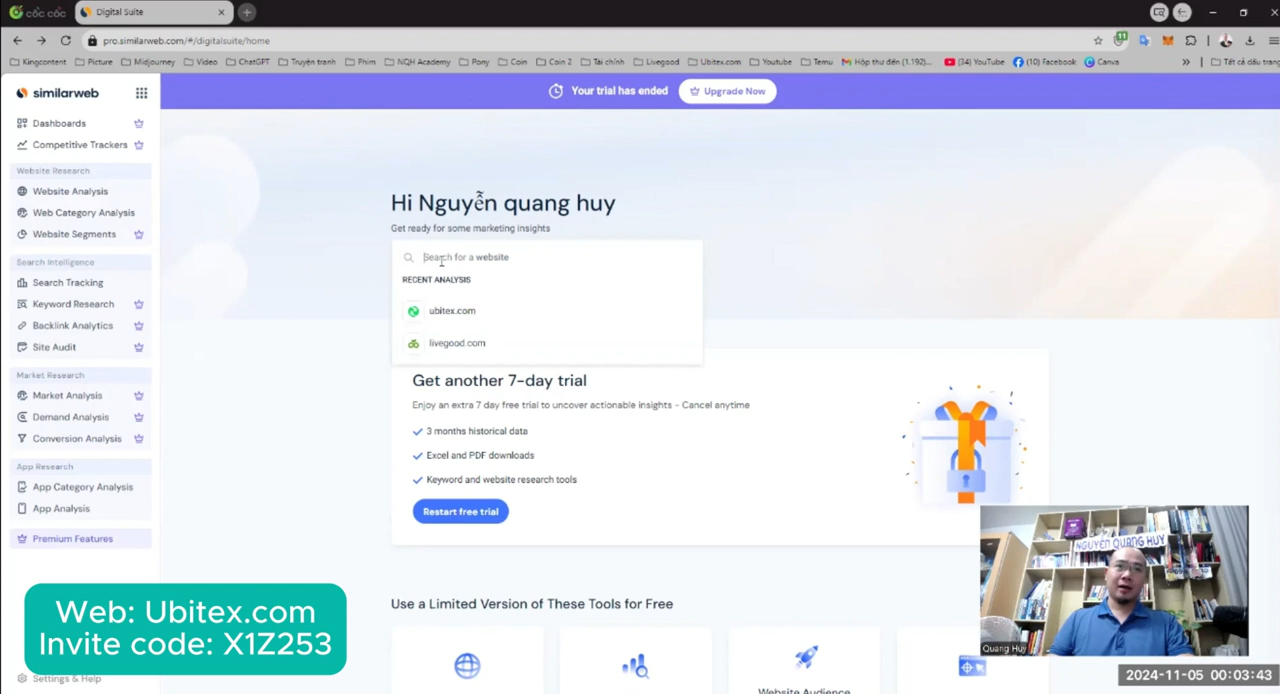 cốc cốc
Digital Suite
pro.similarweb.com/#/digitalsuite/home
11
Kingcontent
Picture
Midjourney
Video
ChatGPT
Truyện tranh
Phim
NQH Academy
Pony
Coin
Coin 2
Tài chính
Livegood
Ubitex.com
Youtube
Temu
Hộp thư đến (1.192)...
(34) YouTube
(10) Facebook
Canva
»
Tất cả dấu trang
similarweb
Your trial has ended
Upgrade Now
Dashboards
Competitive Trackers
Website Research
Website Analysis
Web Category Analysis
Website Segments
Search Intelligence
Search Tracking
Keyword Research
Backlink Analytics
Site Audit
Market Research
Market Analysis
Demand Analysis
Conversion Analysis
App Research
App Category Analysis
App Analysis
Premium Features
Settings & Help
Hi Nguyễn quang huy
Get ready for some marketing insights
Search for a website
RECENT ANALYSIS
ubitex.com
livegood.com
Get another 7-day trial
Enjoy an extra 7 day free trial to uncover actionable insights - Cancel anytime
3 months historical data
Excel and PDF downloads
Keyword and website research tools
Restart free trial
Use a Limited Version of These Tools for Free
Website Audience
Web: Ubitex.com
Invite code: X1Z253
NGUYỄN QUANG HUY
Quang Huy
2024-11-05 00:03:43